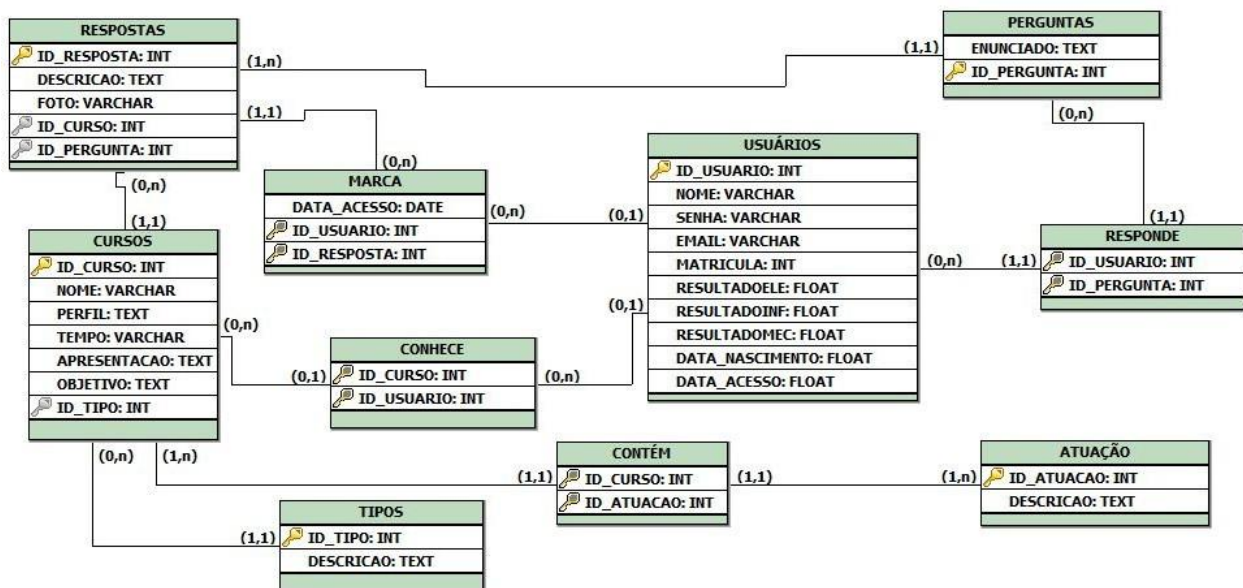 RESPOSTAS
ID_RESPOSTA: INT
DESCRICAO: TEXT
FOTO: VARCHAR
ID_CURSO: INT
ID_PERGUNTA: INT
(1,n)
(1,1)
(0,n)
(1,1)
PERGUNTAS
ENUNCIADO: TEXT
ID_PERGUNTA: INT
(1,1)
(0,n)
MARCA
DATA_ACESSO: DATE
ID_USUARIO: INT
ID_RESPOSTA: INT
(0,n)
(0,n)
(0,1)
USUÁRIOS
ID_USUARIO: INT
NOME: VARCHAR
SENHA: VARCHAR
EMAIL: VARCHAR
MATRICULA: INT
RESULTADOELE: FLOAT
RESULTADOINF: FLOAT
RESULTADOMEC: FLOAT
DATA_NASCIMENTO: FLOAT
DATA_ACESSO: FLOAT
(0,n)
(1,1)
(1,1)
RESPONDE
ID_USUARIO: INT
ID_PERGUNTA: INT
CURSOS
ID_CURSO: INT
NOME: VARCHAR
PERFIL: TEXT
TEMPO: VARCHAR
APRESENTACAO: TEXT
OBJETIVO: TEXT
ID_TIPO: INT
(0,n)
(0,1)
CONHECE
ID_CURSO: INT
ID_USUARIO: INT
(0,n)
(0,1)
(0,n)
(1,n)
(1,1)
CONTÉM
ID_CURSO: INT
ID_ATUACAO: INT
(1,1)
(1,n)
ATUAÇÃO
ID_ATUACAO: INT
DESCRICAO: TEXT
(1,1)
TIPOS
ID_TIPO: INT
DESCRICAO: TEXT